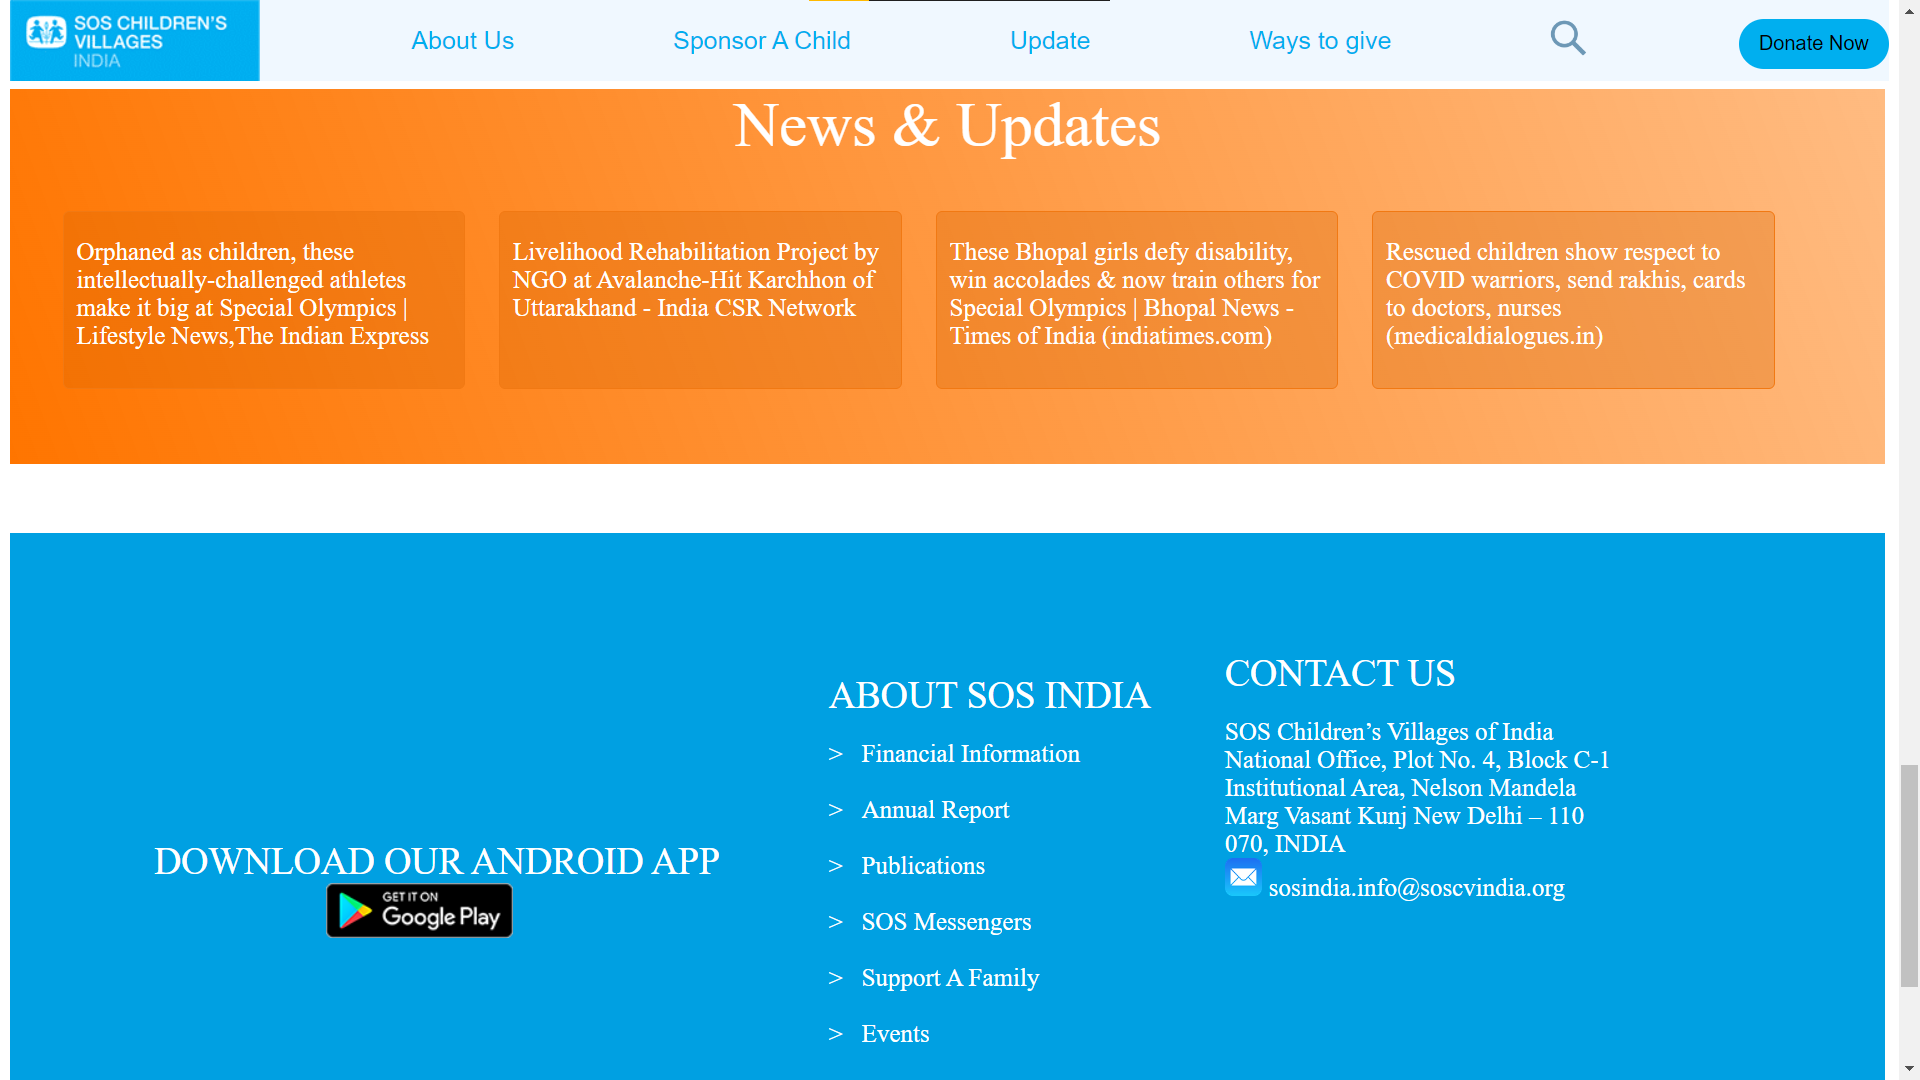 SOS CHILDREN'S
VILLAGES
INDIA
About Us
Sponsor A Child
Update
Ways to give
Donate Now
News & Updates
Orphaned as children, these
intellectually-challenged athletes
make it big at Special Olympics |
Lifestyle News,The Indian Express
Livelihood Rehabilitation Project by
NGO at Avalanche-Hit Karchhon of
Uttarakhand - India CSR Network
These Bhopal girls defy disability,
win accolades & now train others for
Special Olympics | Bhopal News -
Times of India (indiatimes.com)
Rescued children show respect to
COVID warriors, send rakhis, cards
to doctors, nurses
(medicaldialogues.in)
DOWNLOAD OUR ANDROID APP
GET IT ON
Google Play
ABOUT SOS INDIA
> Financial Information
> Annual Report
> Publications
> SOS Messengers
> Support A Family
> Events
CONTACT US
SOS Children’s Villages of India
National Office, Plot No. 4, Block C-1
Institutional Area, Nelson Mandela
Marg Vasant Kunj New Delhi – 110
070, INDIA
sosindia.info@soscvindia.org